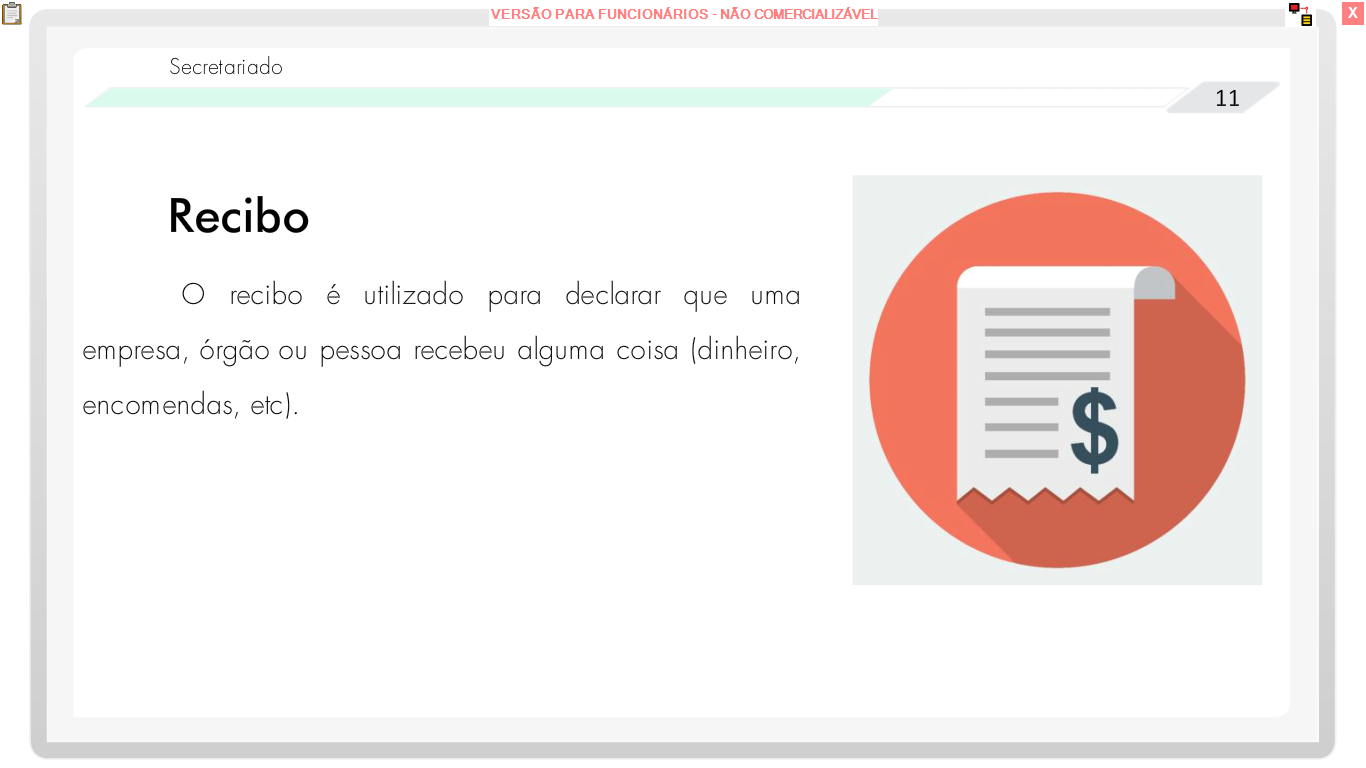 VERSÃO PARA FUNCIONÁRIOS - NÃO COMERCIALIZÁVEL
X
Secretariado
11
Recibo
O recibo é utilizado para declarar que uma
empresa, órgão ou pessoa recebeu alguma coisa (dinheiro,
encomendas, etc).
$